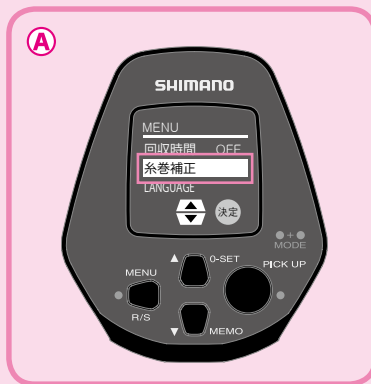 Ⓐ
SHIMANO
MENU
回収時間 OFF
糸巻補正
LANGUAGE
決定
●+●
MODE
▲ 0-SET
PICK UP
MENU
R/S
▼ MEMO